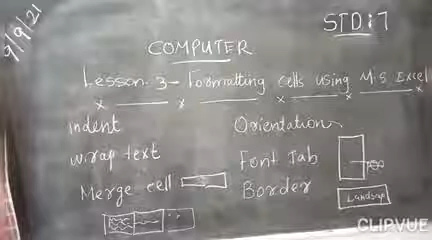 9/9/21
STD:7
COMPUTER
Lesson. 3 - Formatting cells using M.S Excel
Indent
Orientation
wrap text
Font Tab
Merge cell
Border
Landscap
CLIPVUE